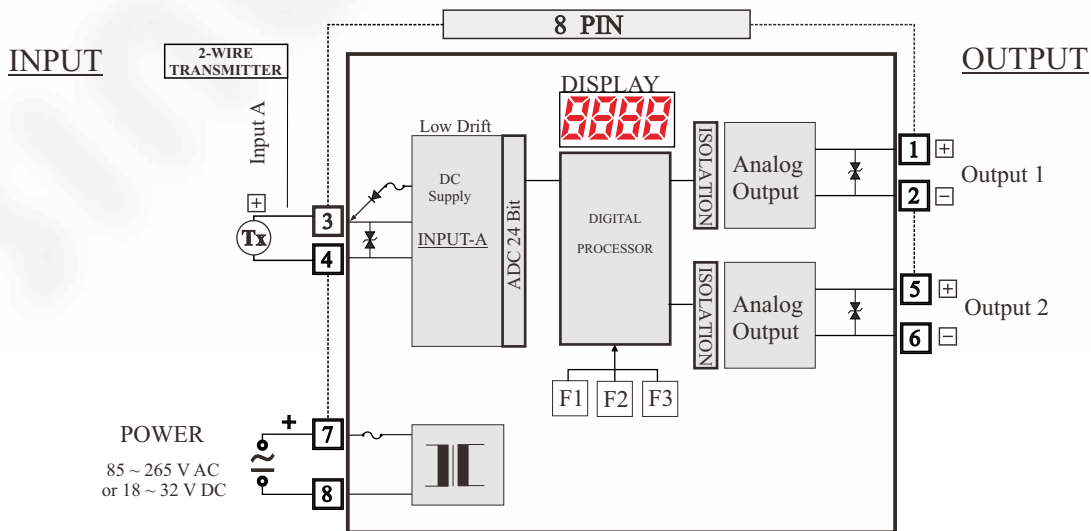 8 PIN
INPUT
OUTPUT
2-WIRE
TRANSMITTER
Input A
+
Tx
3
4
Low Drift
DC
Supply
INPUT-A
ADC 24 Bit
DISPLAY
8888
DIGITAL
PROCESSOR
F1
F2
F3
ISOLATION
Analog
Output
1
+
2
−
Output 1
ISOLATION
Analog
Output
5
+
6
−
Output 2
POWER
85 ~ 265 V AC
or 18 ~ 32 V DC
+
7
8